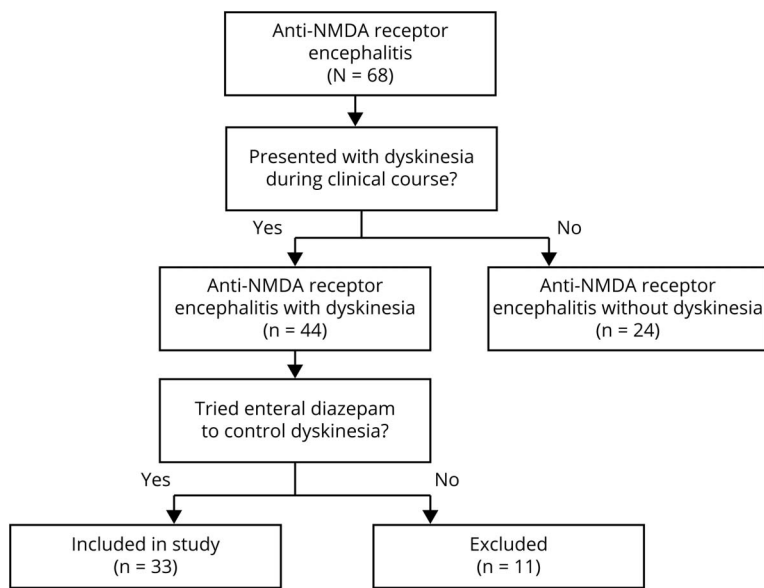 Anti-NMDA receptor
encephalitis
(N = 68)
Presented with dyskinesia
during clinical course?
Yes
No
Anti-NMDA receptor
encephalitis with dyskinesia
(n = 44)
Anti-NMDA receptor
encephalitis without dyskinesia
(n = 24)
Tried enteral diazepam
to control dyskinesia?
Yes
No
Included in study
(n = 33)
Excluded
(n = 11)